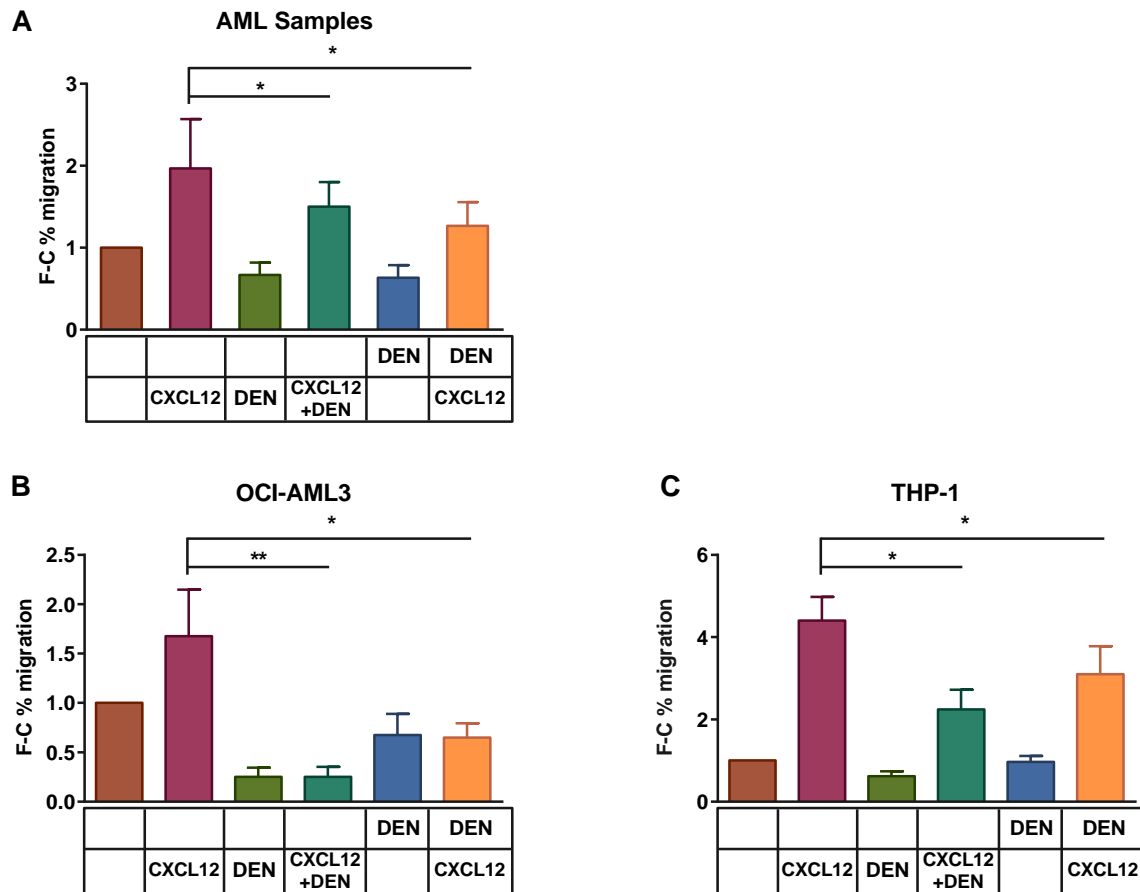 A
AML Samples
*
*
F-C % migration
3
2
1
0
DEN DEN
CXCL12 DEN CXCL12 +DEN CXCL12
B
OCI-AML3
*
**
F-C % migration
2.5
2.0
1.5
1.0
0.5
0.0
DEN DEN
CXCL12 DEN CXCL12 +DEN CXCL12
C
THP-1
*
*
F-C % migration
6
4
2
0
DEN DEN
CXCL12 DEN CXCL12 +DEN CXCL12